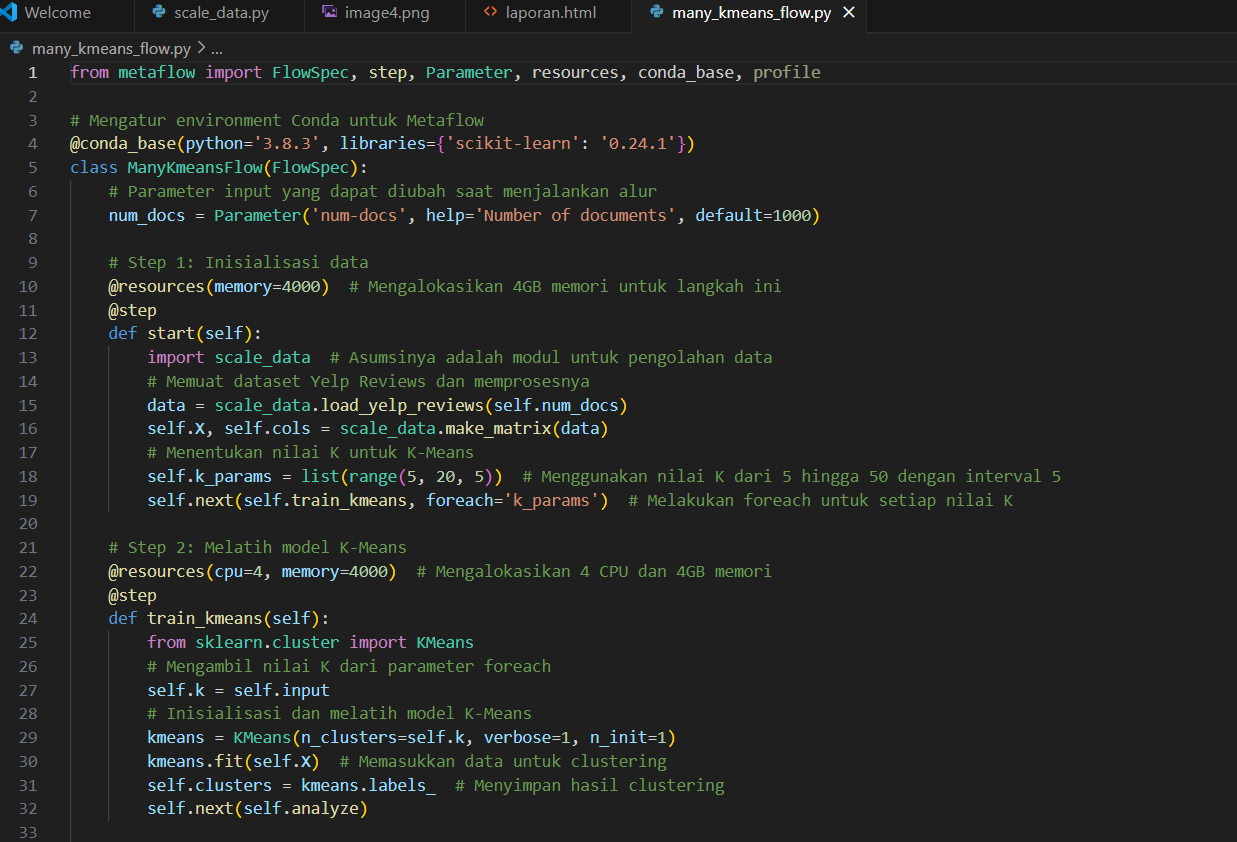 Welcome scale_data.py image4.png laporan.html many_kmeans_flow.py
many_kmeans_flow.py > ...
1 from metaflow import FlowSpec, step, Parameter, resources, conda_base, profile
2
3 # Mengatur environment Conda untuk Metaflow
4 @conda_base(python='3.8.3', libraries={'scikit-learn': '0.24.1'})
5 class ManyKmeansFlow(FlowSpec):
6     # Parameter input yang dapat diubah saat menjalankan alur
7     num_docs = Parameter('num-docs', help='Number of documents', default=1000)
8
9     # Step 1: Inisialisasi data
10     @resources(memory=4000)  # Mengalokasikan 4GB memori untuk langkah ini
11     @step
12     def start(self):
13         import scale_data  # Asumsinya adalah modul untuk pengolahan data
14         # Memuat dataset Yelp Reviews dan memprosesnya
15         data = scale_data.load_yelp_reviews(self.num_docs)
16         self.X, self.cols = scale_data.make_matrix(data)
17         # Menentukan nilai K untuk K-Means
18         self.k_params = list(range(5, 20, 5))  # Menggunakan nilai K dari 5 hingga 50 dengan interval 5
19         self.next(self.train_kmeans, foreach='k_params')  # Melakukan foreach untuk setiap nilai K
20
21     # Step 2: Melatih model K-Means
22     @resources(cpu=4, memory=4000)  # Mengalokasikan 4 CPU dan 4GB memori
23     @step
24     def train_kmeans(self):
25         from sklearn.cluster import KMeans
26         # Mengambil nilai K dari parameter foreach
27         self.k = self.input
28         # Inisialisasi dan melatih model K-Means
29         kmeans = KMeans(n_clusters=self.k, verbose=1, n_init=1)
30         kmeans.fit(self.X)  # Memasukkan data untuk clustering
31         self.clusters = kmeans.labels_  # Menyimpan hasil clustering
32         self.next(self.analyze)
33